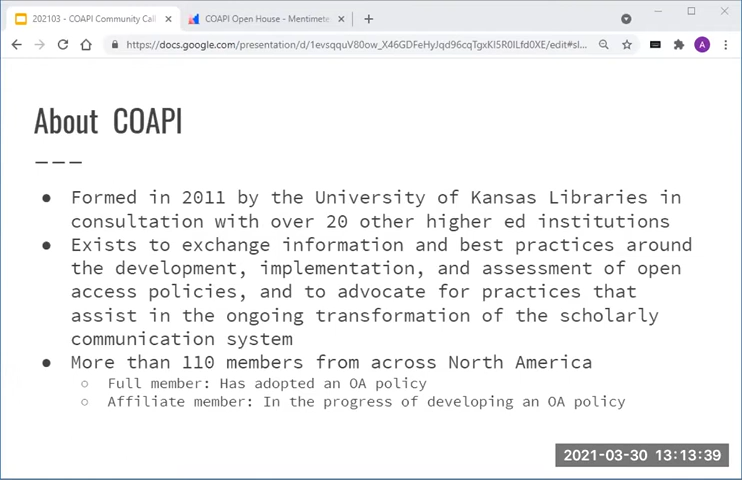 202103 - COAPI Community Call
COAPI Open House - Mentimete
https://docs.google.com/presentation/d/1evsqquV80ow_X46GDFeHyJqd96cqTgxKI5R0ILfd0XE/edit#sl...
A
About COAPI
———
● Formed in 2011 by the University of Kansas Libraries in
consultation with over 20 other higher ed institutions
● Exists to exchange information and best practices around
the development, implementation, and assessment of open
access policies, and to advocate for practices that
assist in the ongoing transformation of the scholarly
communication system
● More than 110 members from across North America
○ Full member: Has adopted an OA policy
○ Affiliate member: In the progress of developing an OA policy
2021-03-30 13:13:39